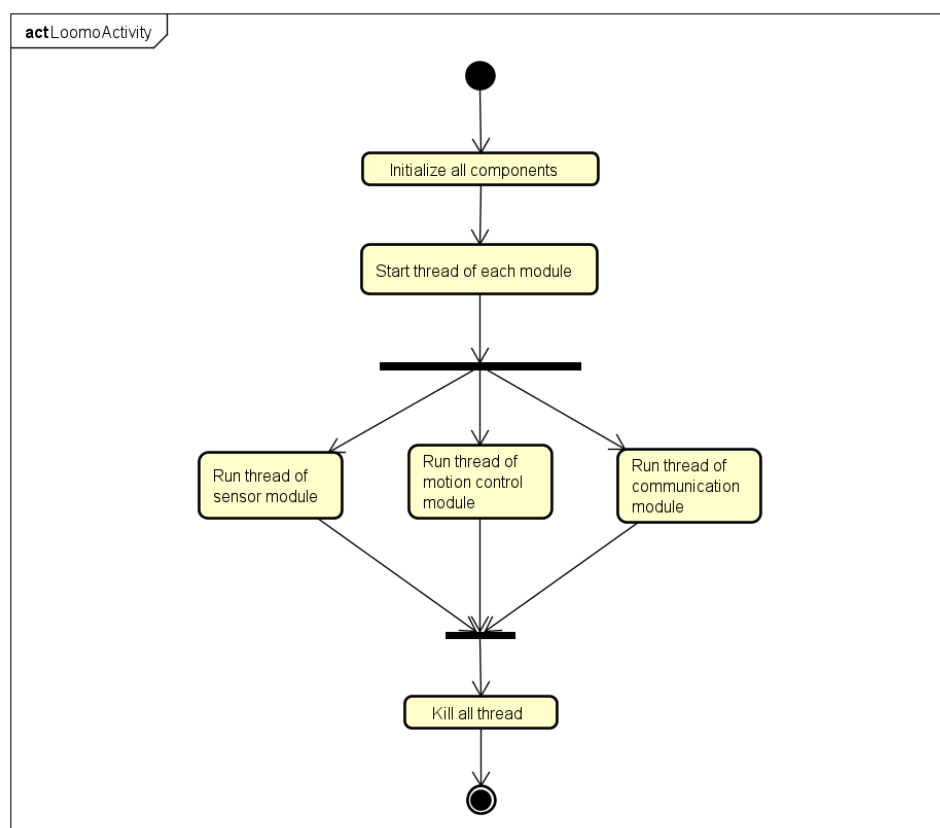 act LoomoActivity
Initialize all components
Start thread of each module
Run thread of
sensor module
Run thread of
motion control
module
Run thread of
communication
module
Kill all thread